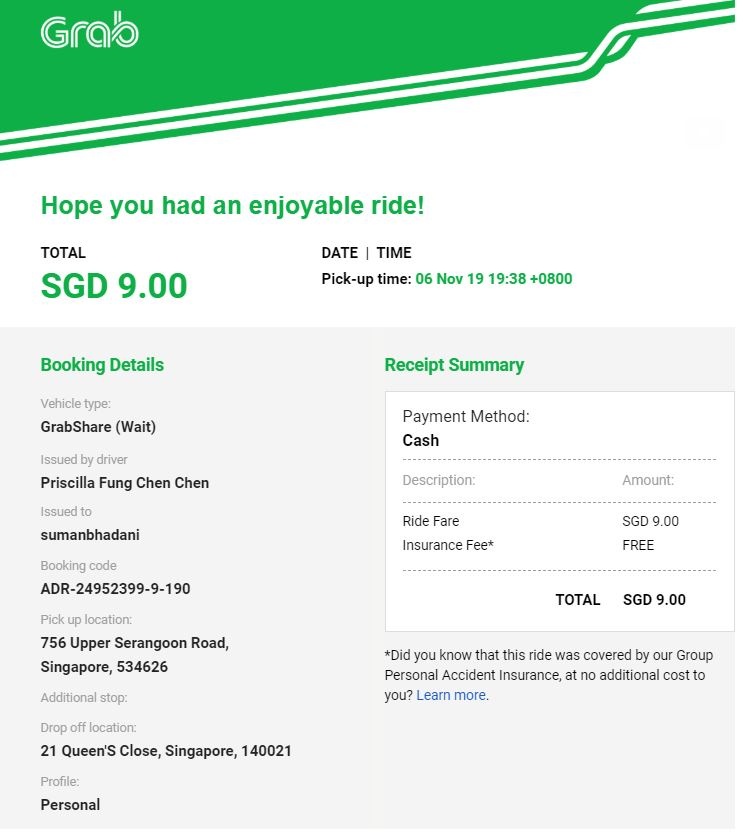 Grab
Hope you had an enjoyable ride!
TOTAL
SGD 9.00
DATE | TIME
Pick-up time: 06 Nov 19 19:38 +0800
Booking Details
Vehicle type:
GrabShare (Wait)
Issued by driver
Priscilla Fung Chen Chen
Issued to
sumanbhadani
Booking code
ADR-24952399-9-190
Pick up location:
756 Upper Serangoon Road,
Singapore, 534626
Additional stop:
Drop off location:
21 Queen'S Close, Singapore, 140021
Profile:
Personal
Receipt Summary
Payment Method:
Cash
Description: Amount:
Ride Fare SGD 9.00
Insurance Fee* FREE
TOTAL SGD 9.00
*Did you know that this ride was covered by our Group
Personal Accident Insurance, at no additional cost to
you? Learn more.